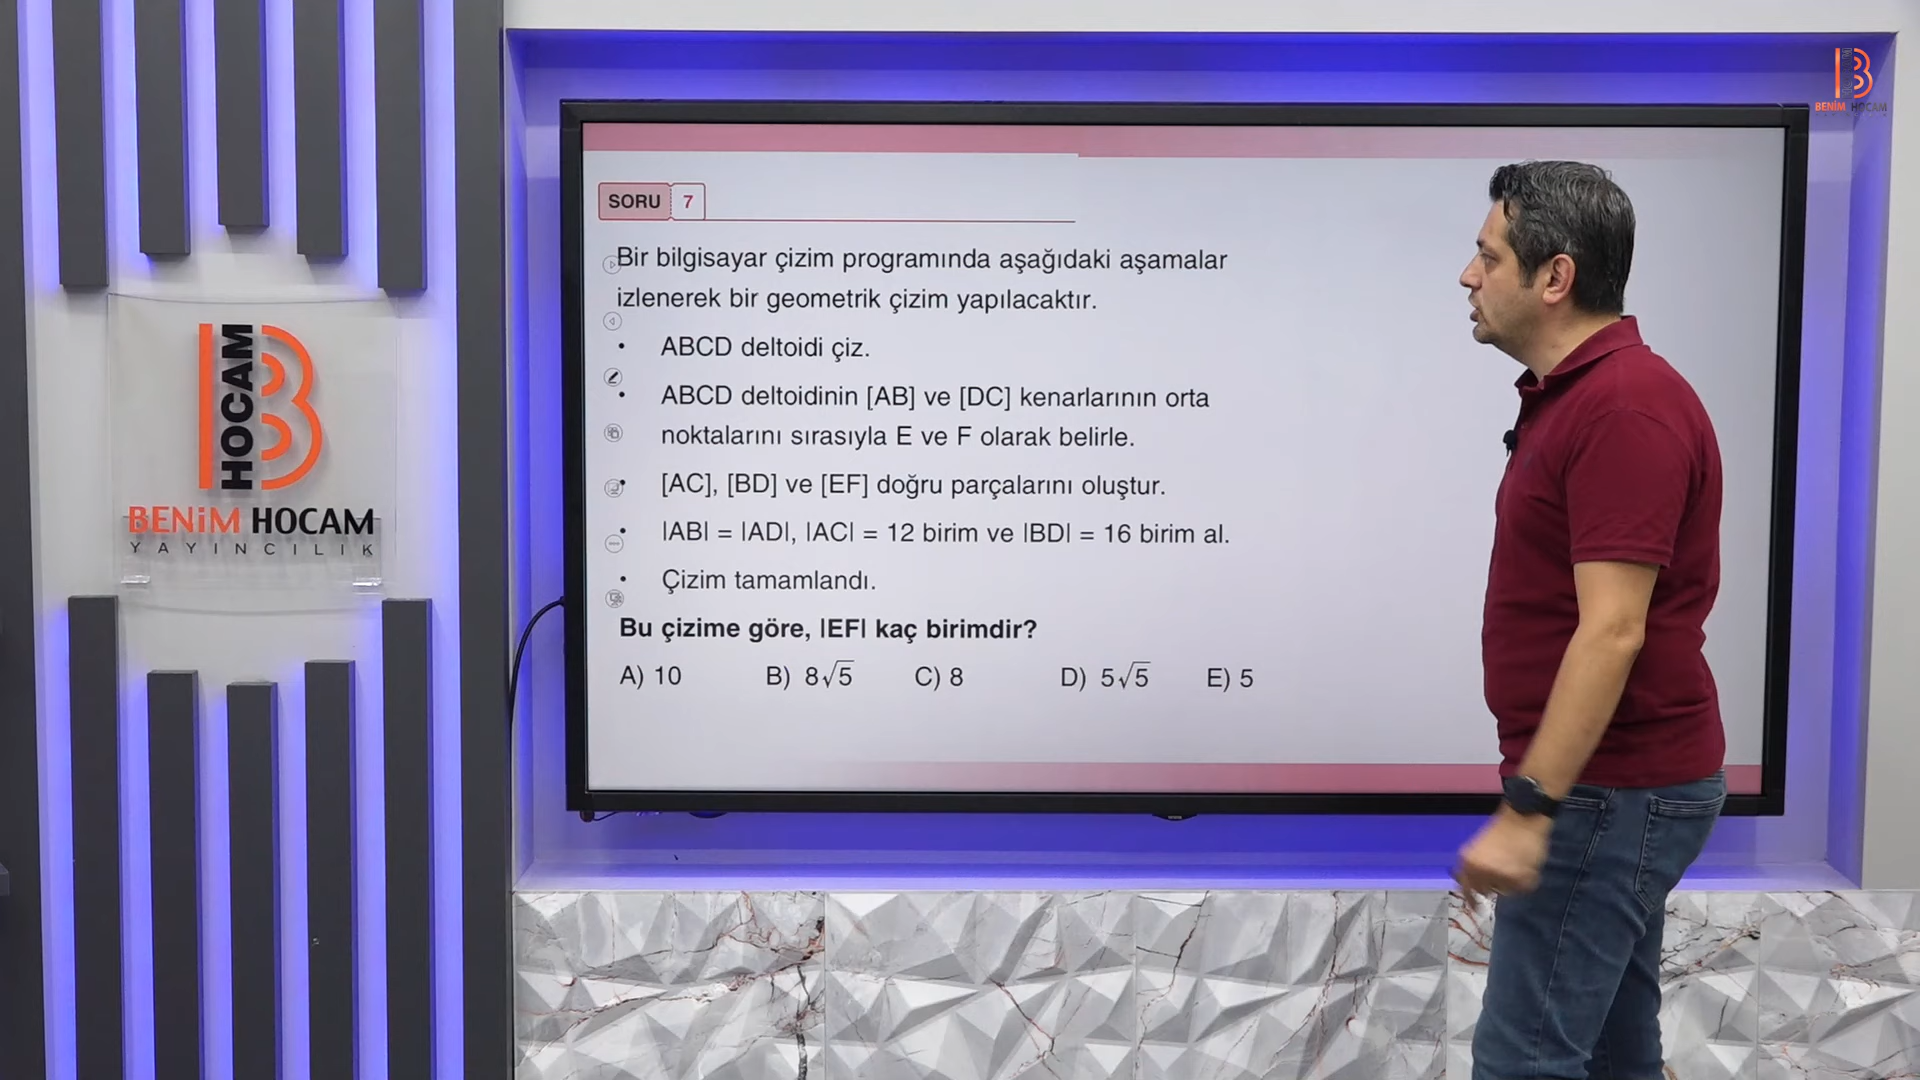 BENİM HOCAM
YAYINCILIK
SORU 7
Bir bilgisayar çizim programında aşağıdaki aşamalar
izlenerek bir geometrik çizim yapılacaktır.
• ABCD deltoidi çiz.
• ABCD deltoidinin [AB] ve [DC] kenarlarının orta
noktalarını sırasıyla E ve F olarak belirle.
• [AC], [BD] ve [EF] doğru parçalarını oluştur.
• |AB| = |AD|, |AC| = 12 birim ve |BD| = 16 birim al.
• Çizim tamamlandı.
Bu çizime göre, |EF| kaç birimdir?
A) 10 B) 8√5 C) 8 D) 5√5 E) 5
HOCAM
BENİM HOCAM
YAYINCILIK